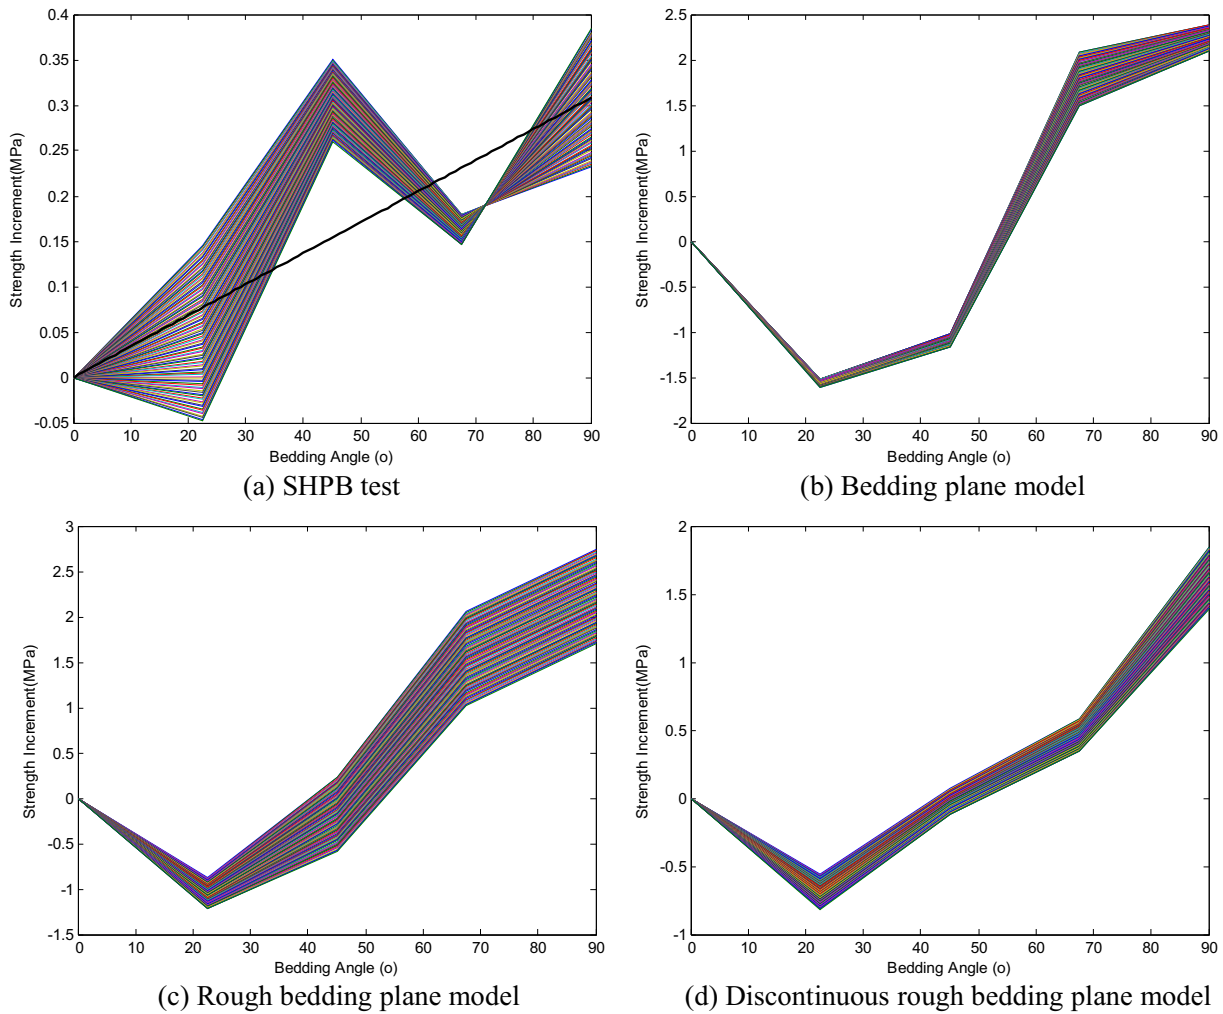 0.4
0.35
0.3
0.25
0.2
0.15
0.1
0.05
0
-0.05
Strength Increment(MPa)
0 10 20 30 40 50 60 70 80 90
Bedding Angle (o)
(a) SHPB test
2.5
2
1.5
1
0.5
0
-0.5
-1
-1.5
-2
Strength Increment(MPa)
0 10 20 30 40 50 60 70 80 90
Bedding Angle (o)
(b) Bedding plane model
3
2.5
2
1.5
1
0.5
0
-0.5
-1
-1.5
Strength Increment(MPa)
0 10 20 30 40 50 60 70 80 90
Bedding Angle (o)
(c) Rough bedding plane model
2
1.5
1
0.5
0
-0.5
-1
Strength Increment(MPa)
0 10 20 30 40 50 60 70 80 90
Bedding Angle (o)
(d) Discontinuous rough bedding plane model